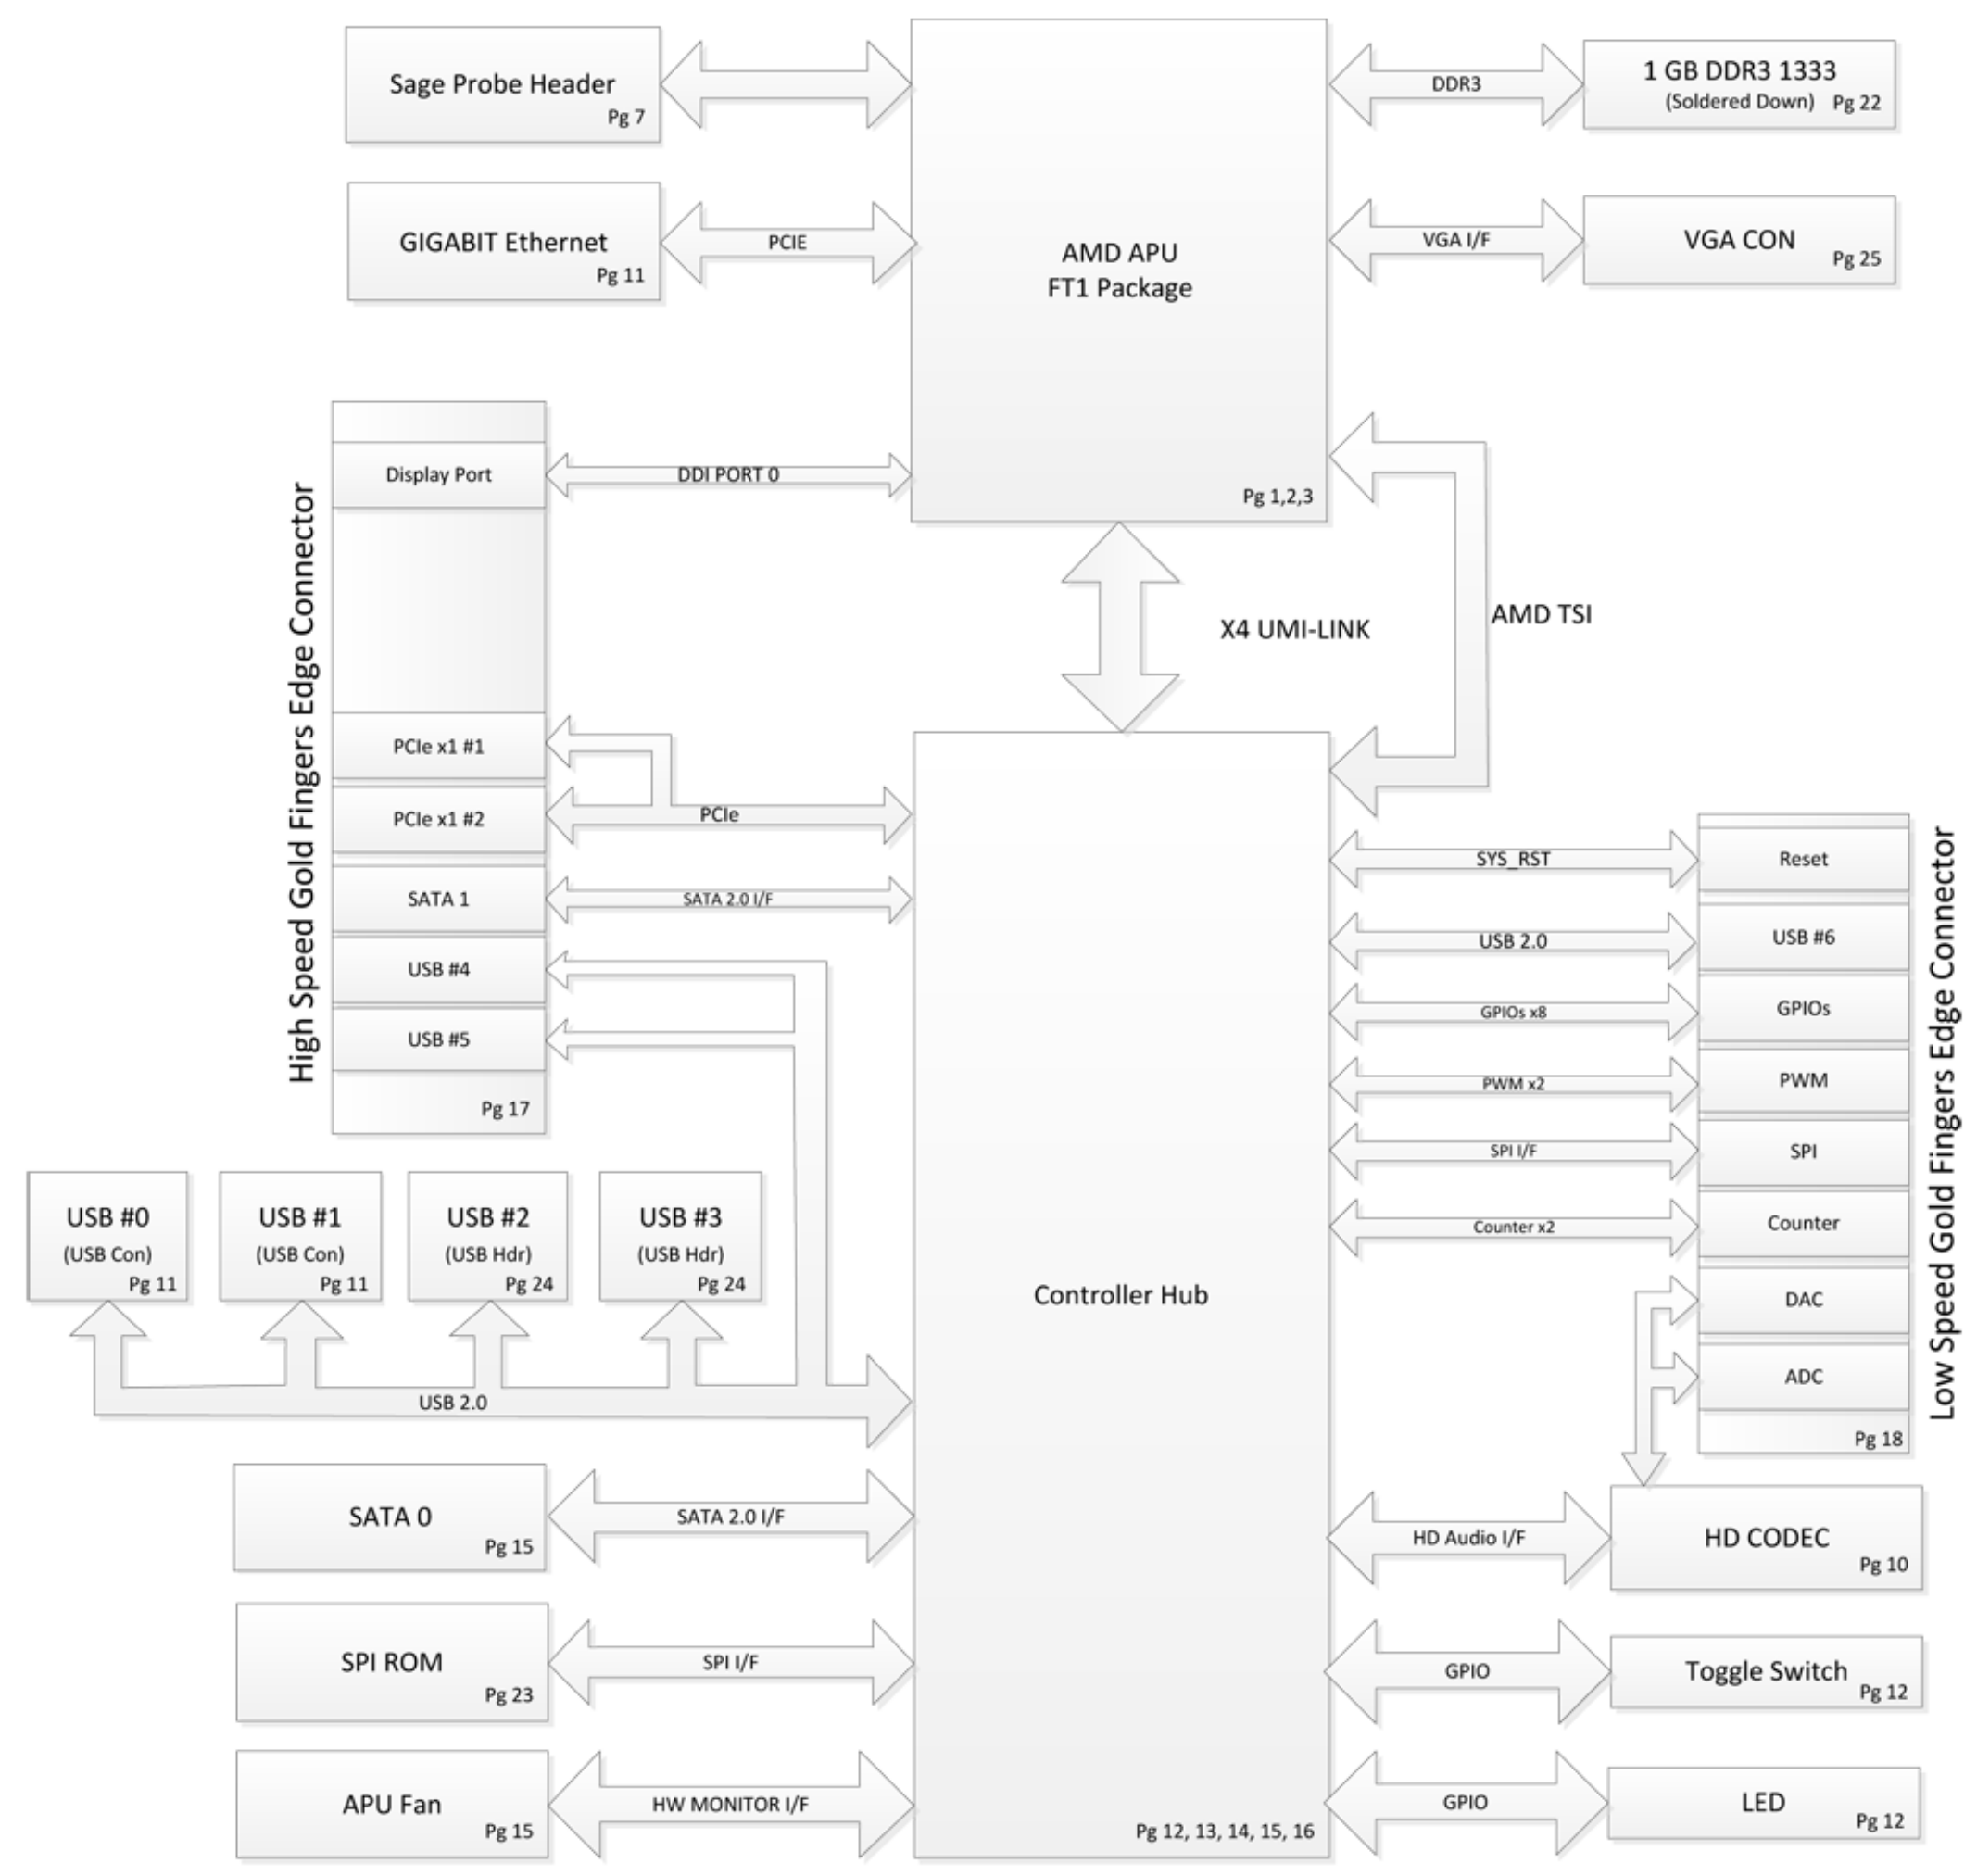 Sage Probe Header
Pg 7
DDR3
1 GB DDR3 1333
(Soldered Down) Pg 22
GIGABIT Ethernet
Pg 11
PCIE
AMD APU
FT1 Package
Pg 1,2,3
VGA I/F
VGA CON
Pg 25
High Speed Gold Fingers Edge Connector
Display Port
DDI PORT 0
X4 UMI-LINK
AMD TSI
PCIe x1 #1
PCIe x1 #2
PCIe
SATA 1
SATA 2.0 I/F
USB #4
USB #5
Pg 17
SYS_RST
Reset
USB 2.0
USB #6
GPIOs x8
GPIOs
PWM x2
PWM
SPI I/F
SPI
Counter x2
Counter
DAC
ADC
Pg 18
Low Speed Gold Fingers Edge Connector
USB #0
(USB Con)
Pg 11
USB #1
(USB Con)
Pg 11
USB #2
(USB Hdr)
Pg 24
USB #3
(USB Hdr)
Pg 24
USB 2.0
Controller Hub
Pg 12, 13, 14, 15, 16
SATA 0
Pg 15
SATA 2.0 I/F
HD Audio I/F
HD CODEC
Pg 10
SPI ROM
Pg 23
SPI I/F
GPIO
Toggle Switch
Pg 12
APU Fan
Pg 15
HW MONITOR I/F
GPIO
LED
Pg 12